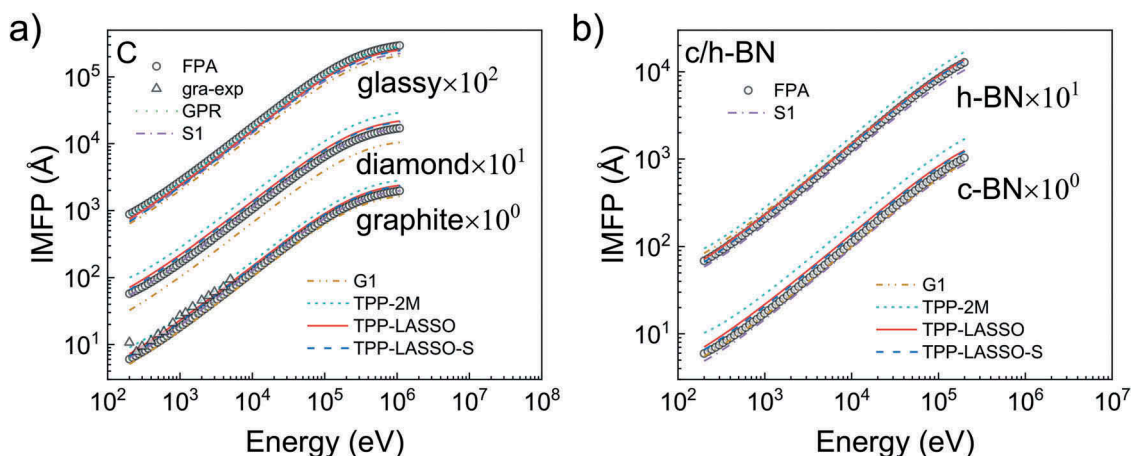 a)
C
FPA
gra-exp
GPR
S1
glassy×10²
diamond×10¹
graphite×10⁰
G1
TPP-2M
TPP-LASSO
TPP-LASSO-S
IMFP (Å)
10⁵
10⁴
10³
10²
10¹
10² 10³ 10⁴ 10⁵ 10⁶ 10⁷ 10⁸
Energy (eV)
b)
c/h-BN
FPA
S1
h-BN×10¹
c-BN×10⁰
G1
TPP-2M
TPP-LASSO
TPP-LASSO-S
IMFP (Å)
10⁴
10³
10²
10¹
10² 10³ 10⁴ 10⁵ 10⁶ 10⁷
Energy (eV)